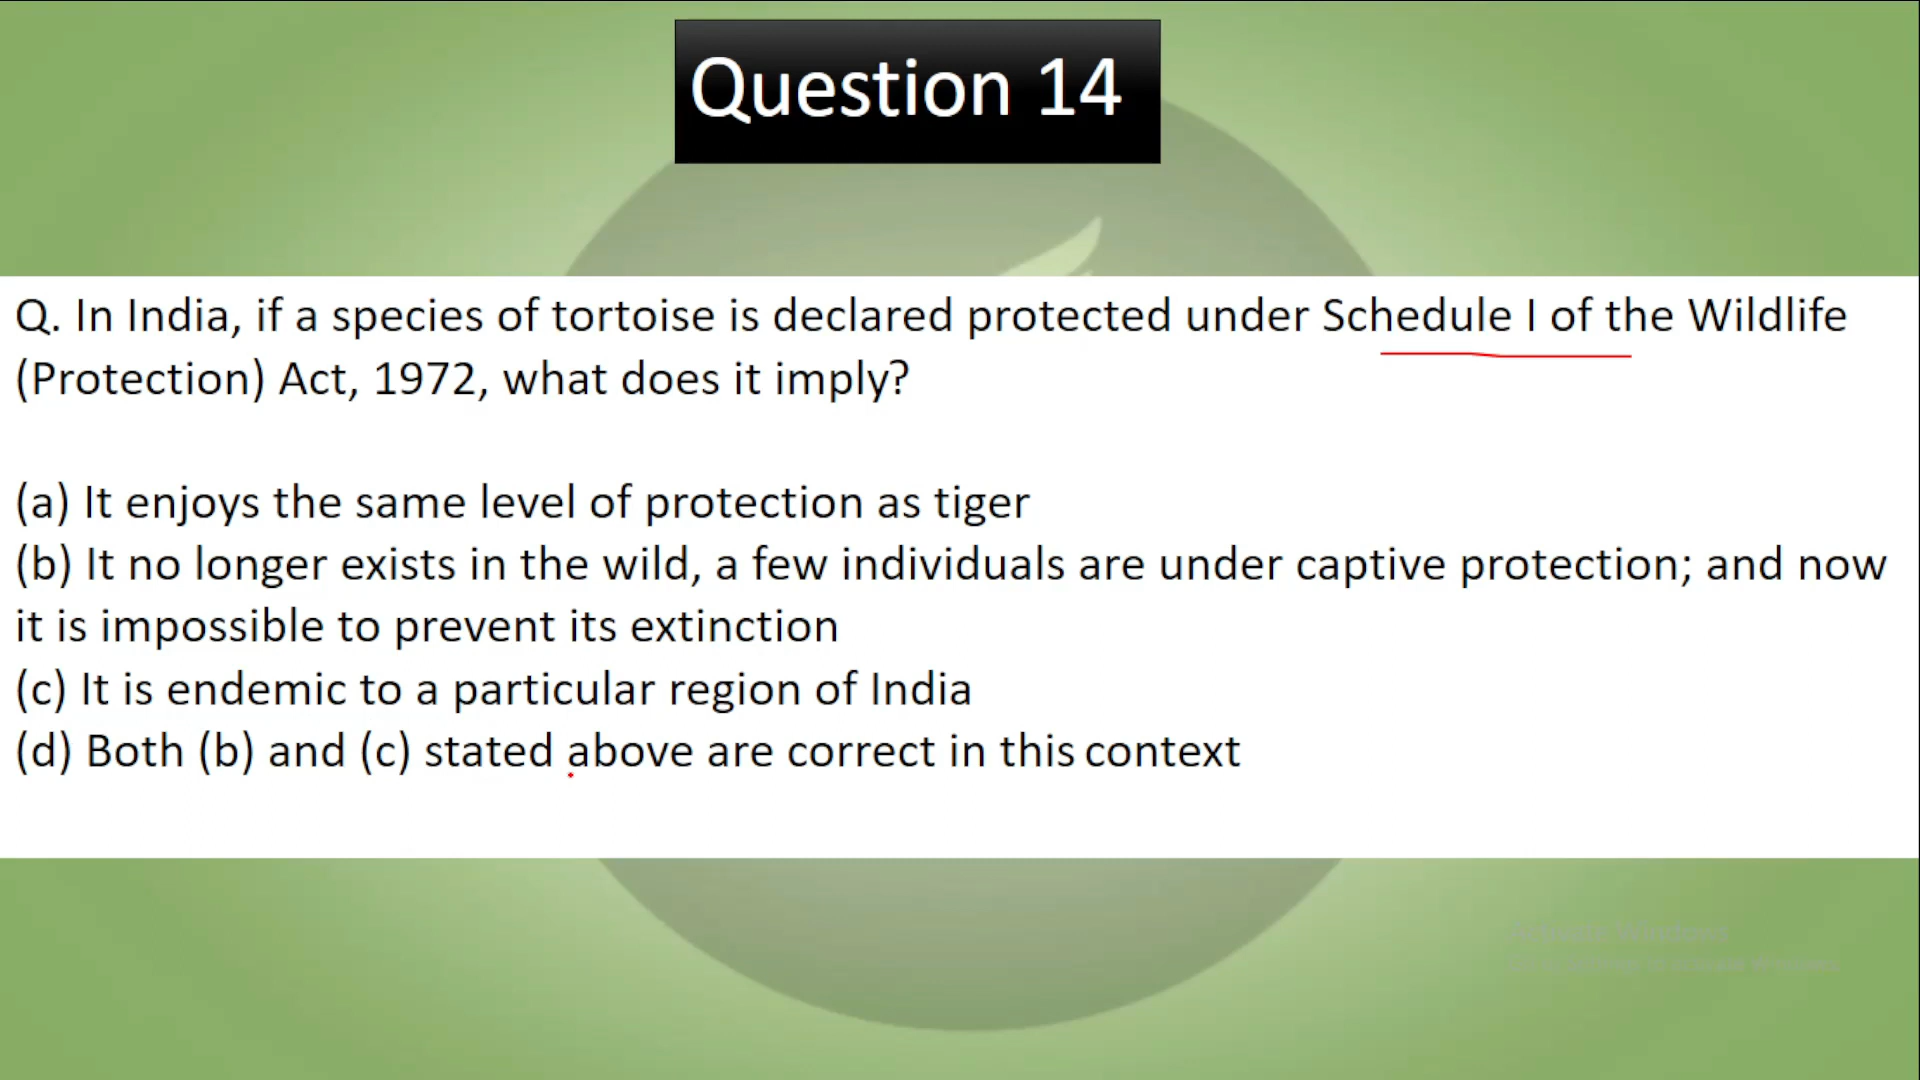 Question 14
Q. In India, if a species of tortoise is declared protected under Schedule I of the Wildlife
(Protection) Act, 1972, what does it imply?
(a) It enjoys the same level of protection as tiger
(b) It no longer exists in the wild, a few individuals are under captive protection; and now
it is impossible to prevent its extinction
(c) It is endemic to a particular region of India
(d) Both (b) and (c) stated above are correct in this context
Activate Windows